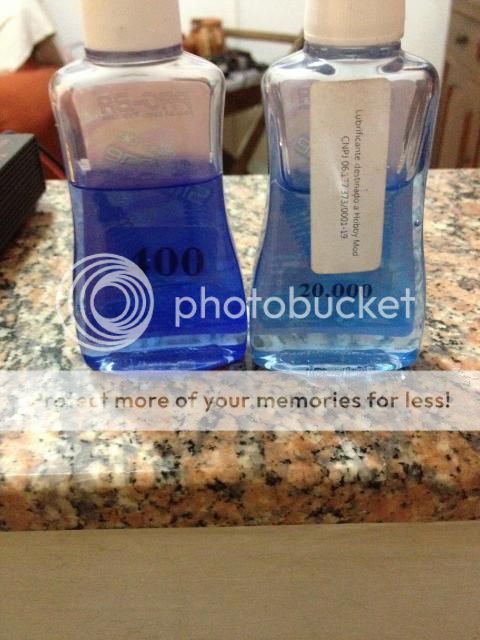 Lubrificante destinado a Hobby Mod
CNPJ 06.177.373/0001-19
400
20.000
photobucket
Protect more of your memories for less!